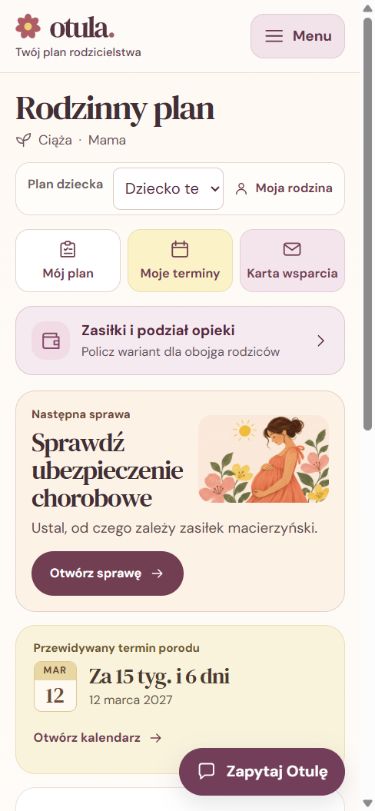 otula.
Twój plan rodzicielstwa
Menu
Rodzinny plan
Ciąża · Mama
Plan dziecka
Dziecko te
Moja rodzina
Mój plan
Moje terminy
Karta wsparcia
Zasiłki i podział opieki
Policz wariant dla obojga rodziców
Następna sprawa
Sprawdź
ubezpieczenie
chorobowe
Ustal, od czego zależy zasiłek macierzyński.
Otwórz sprawę
Przewidywany termin porodu
MAR
12
Za 15 tyg. i 6 dni
12 marca 2027
Otwórz kalendarz
Zapytaj Otulę